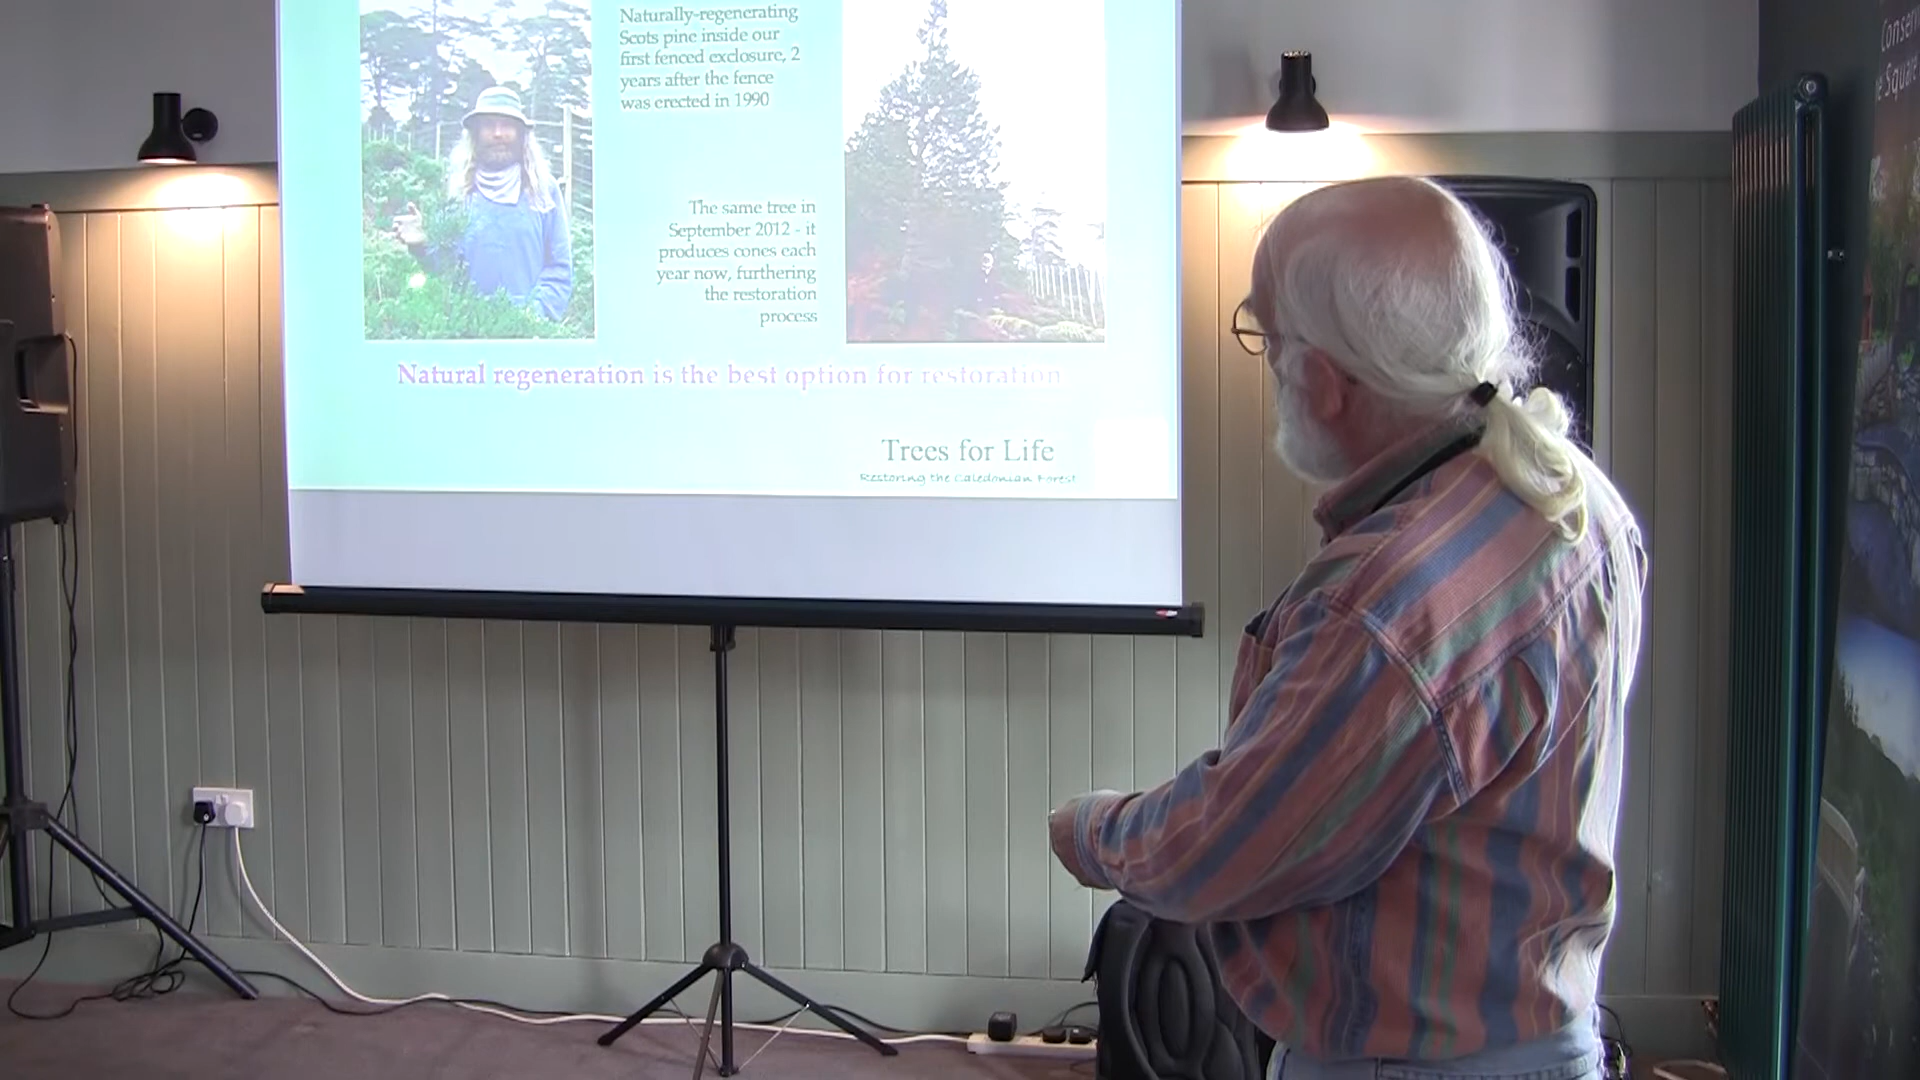 Naturally-regenerating
Scots pine inside our
first fenced exclosure, 2
years after the fence
was erected in 1990
The same tree in
September 2012 - it
produces cones each
year now, furthering
the restoration
process
Natural regeneration is the best option for restoration
Trees for Life
Restoring the Caledonian Forest
Square